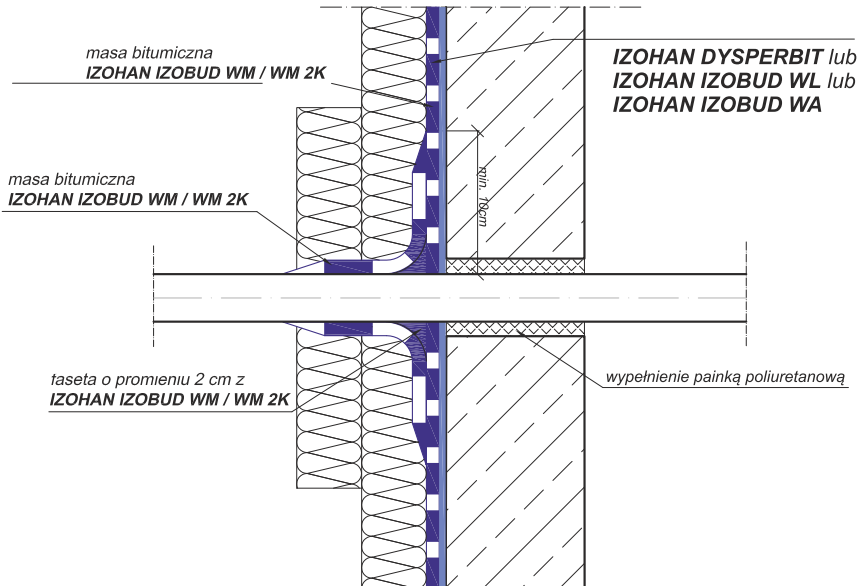 masa bitumiczna
IZOHAN IZOBUD WM / WM 2K
IZOHAN DYSPERBIT lub
IZOHAN IZOBUD WL lub
IZOHAN IZOBUD WA
masa bitumiczna
IZOHAN IZOBUD WM / WM 2K
min. 10cm
faseta o promieniu 2 cm z
IZOHAN IZOBUD WM / WM 2K
wypełnienie painką poliuretanową